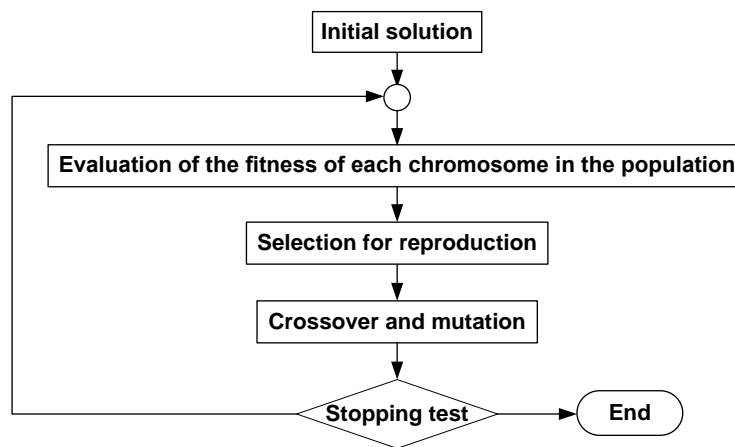 Initial solution
Evaluation of the fitness of each chromosome in the population
Selection for reproduction
Crossover and mutation
Stopping test
End